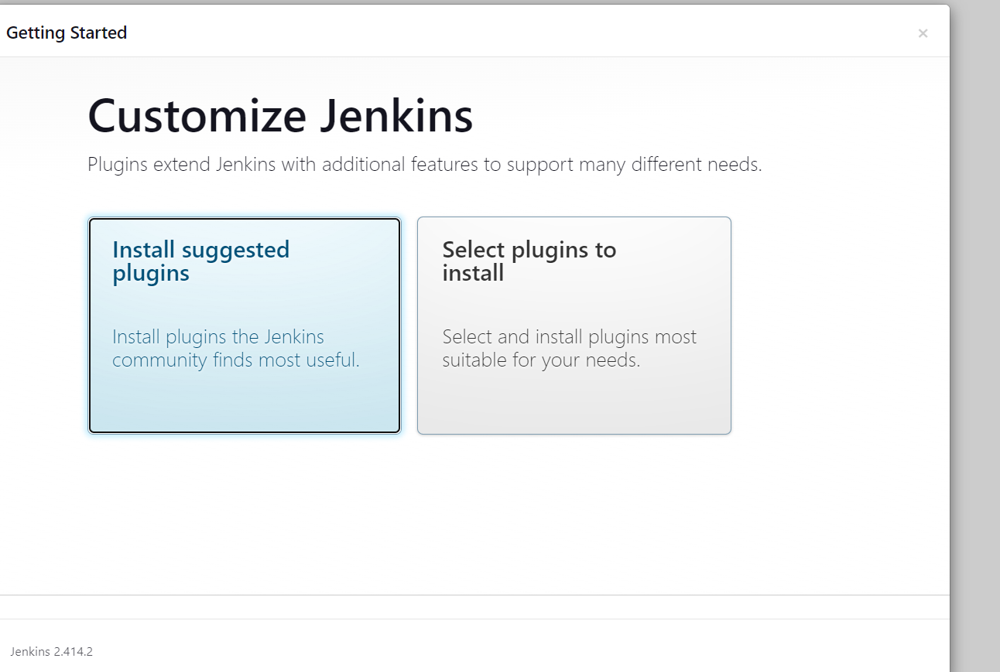 Getting Started
×
Customize Jenkins
Plugins extend Jenkins with additional features to support many different needs.
Install suggested
plugins
Install plugins the Jenkins
community finds most useful.
Select plugins to
install
Select and install plugins most
suitable for your needs.
Jenkins 2.414.2